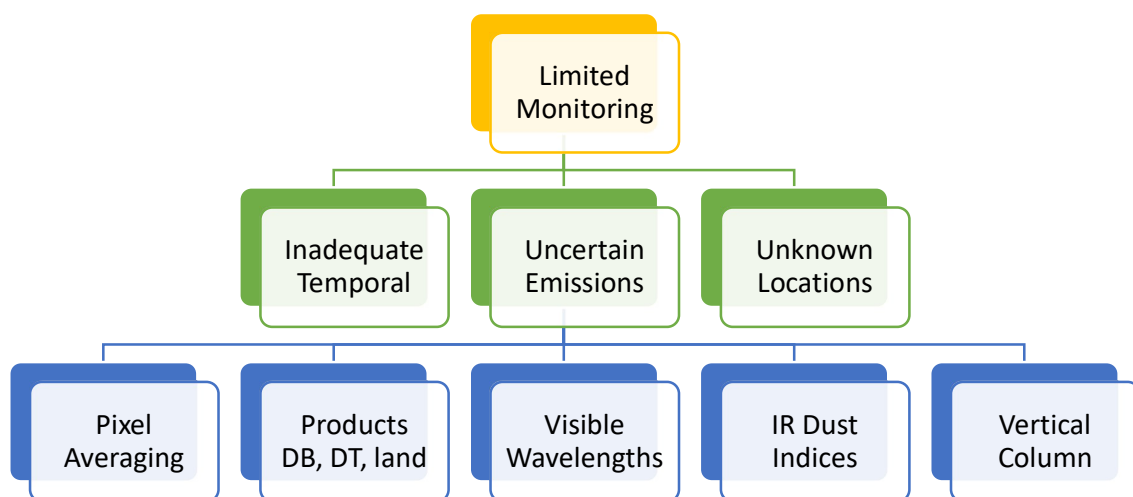 Limited
Monitoring
Inadequate
Temporal
Uncertain
Emissions
Unknown
Locations
Pixel
Averaging
Products
DB, DT, land
Visible
Wavelengths
IR Dust
Indices
Vertical
Column